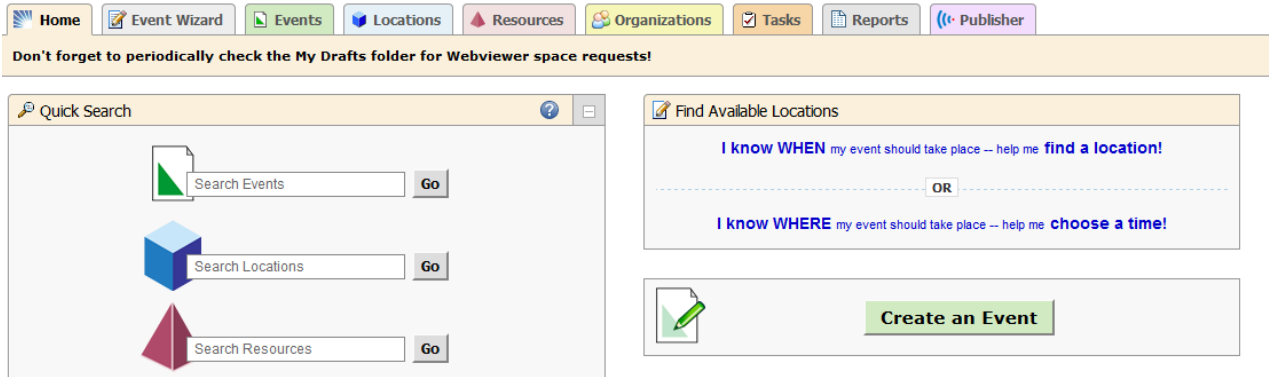 Home Event Wizard Events Locations Resources Organizations Tasks Reports Publisher
Don't forget to periodically check the My Drafts folder for Webviewer space requests!
Quick Search ?
Search Events Go
Search Locations Go
Search Resources Go
Find Available Locations
I know WHEN my event should take place -- help me find a location!
OR
I know WHERE my event should take place -- help me choose a time!
Create an Event